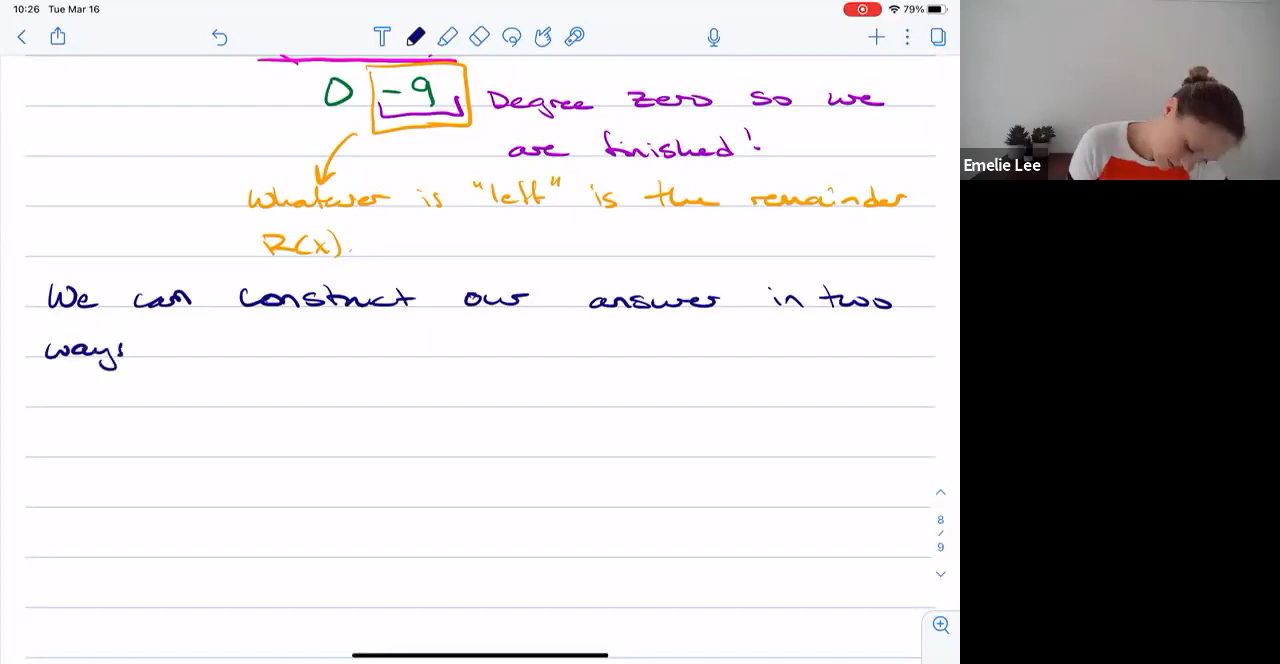 10:26 Tue Mar 16
79%
0 -9 Degree zero so we
are finished!
Whatever is "left" is the remainder
R(x).
We can construct our answer in two
ways
8
/
9
Emelie Lee